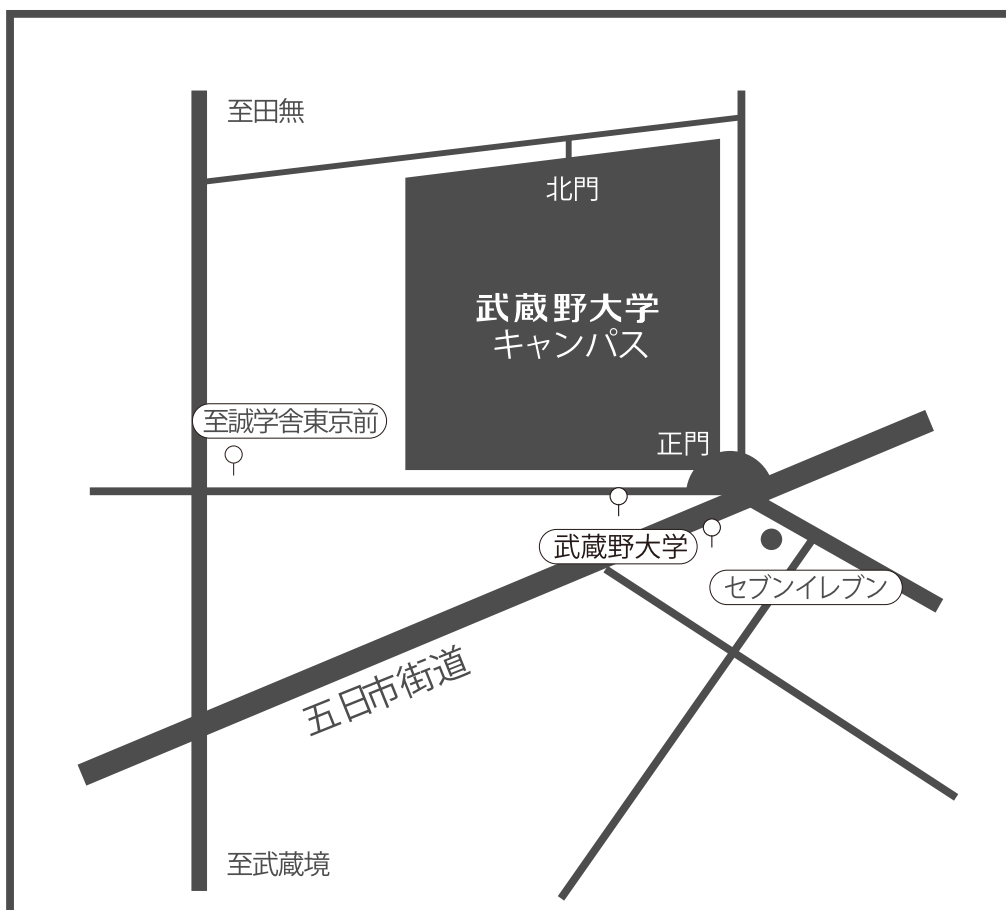 至田無
北門
武蔵野大学
キャンパス
至誠学舎東京前
正門
武蔵野大学
セブンイレブン
五日市街道
至武蔵境